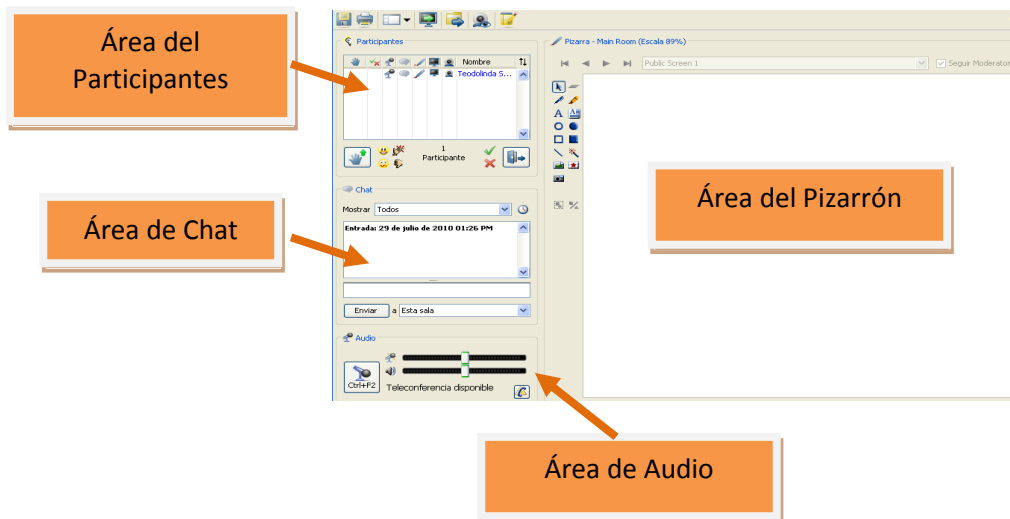 Área del
Participantes
Participantes
Nombre
Teodolinda S...
1
Participante
Chat
Mostrar Todos
Entrada: 29 de julio de 2010 01:26 PM
Enviar a Esta sala
Audio
Ctrl+F2
Teleconferencia disponible
Pizarra - Main Room (Escala 89%)
Public Screen 1
Seguir Moderator
Área de Chat
Área del Pizarrón
Área de Audio